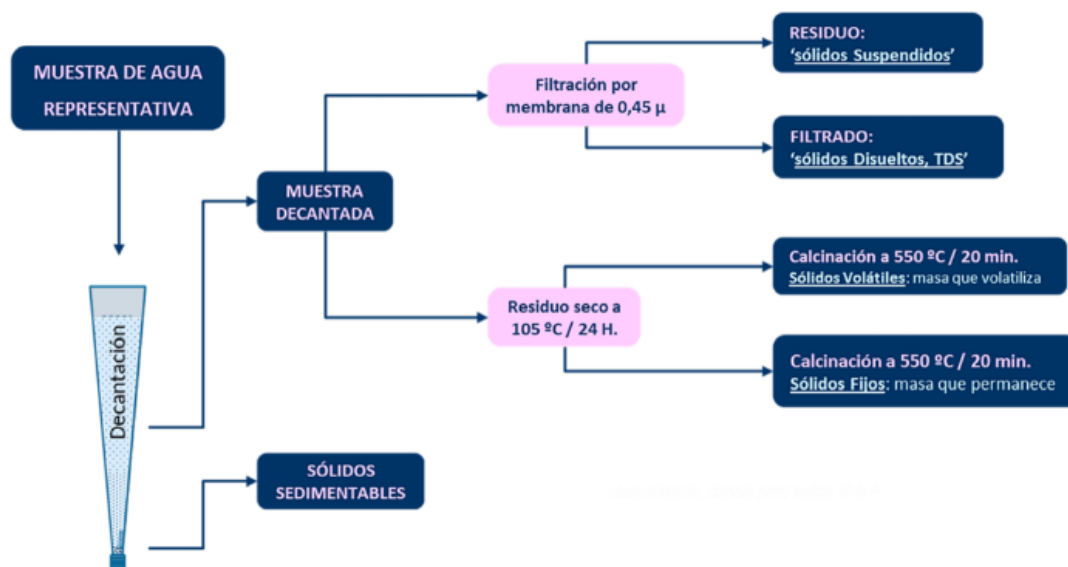 MUESTRA DE AGUA
REPRESENTATIVA
Decantación
MUESTRA
DECANTADA
SÓLIDOS
SEDIMENTABLES
Filtración por
membrana de 0,45 µ
RESIDUO:
‘sólidos Suspendidos’
FILTRADO:
‘sólidos Disueltos, TDS’
Residuo seco a
105 ºC / 24 H.
Calcinación a 550 ºC / 20 min.
Sólidos Volátiles: masa que volatiliza
Calcinación a 550 ºC / 20 min.
Sólidos Fijos: masa que permanece